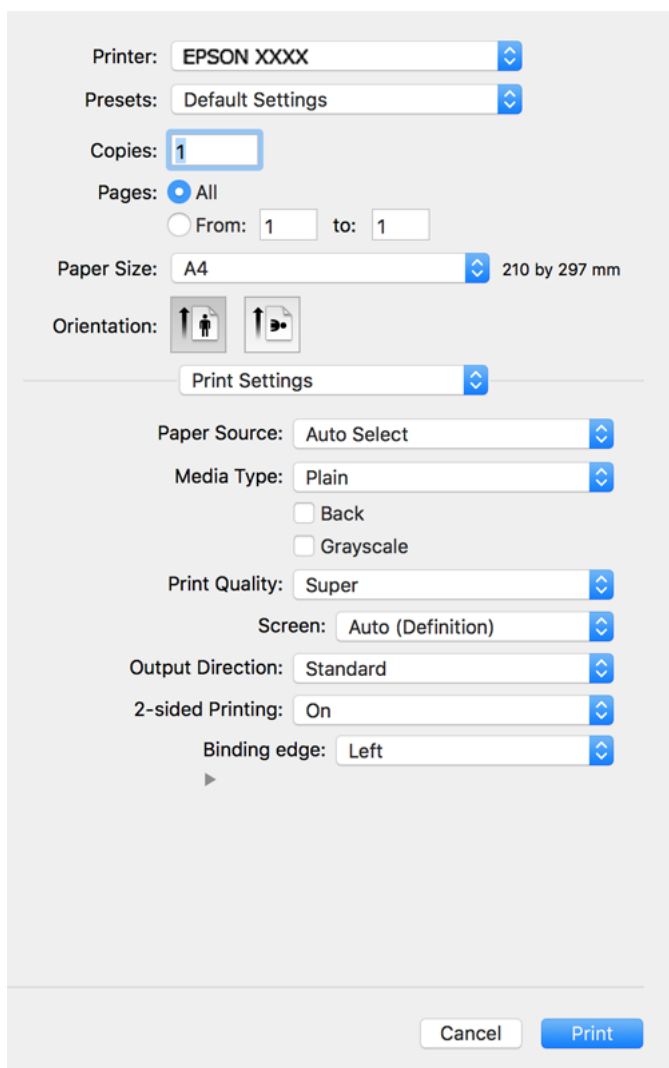 Printer: EPSON XXXX
Presets: Default Settings
Copies: 1
Pages: All
From: 1 to: 1
Paper Size: A4 210 by 297 mm
Orientation:
Print Settings
Paper Source: Auto Select
Media Type: Plain
Back
Grayscale
Print Quality: Super
Screen: Auto (Definition)
Output Direction: Standard
2-sided Printing: On
Binding edge: Left
Cancel Print